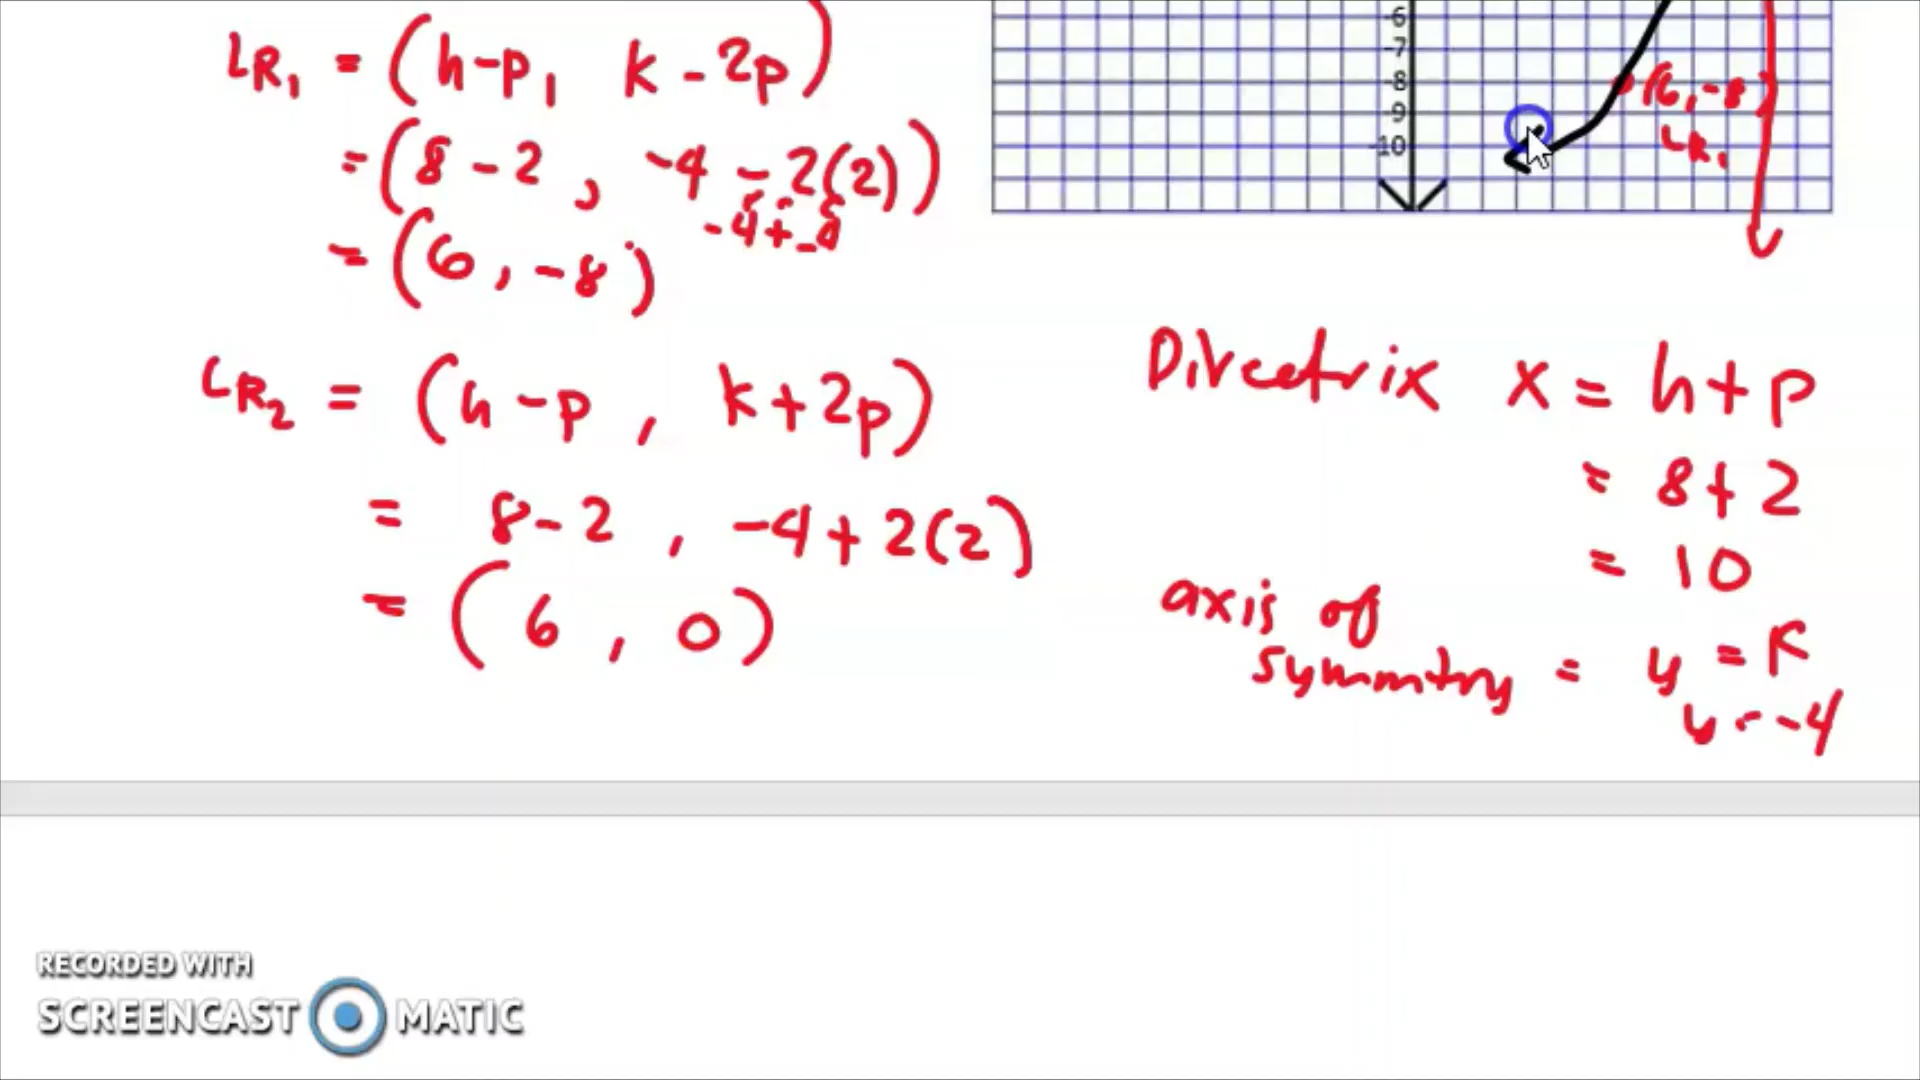 LR₁ = (h-p, k-2p)
= (8-2, -4-2(2))
-4+-4
= (6, -8)
LR₂ = (h-p, k+2p)
= 8-2, -4+2(2)
= (6, 0)
-6
-7
-8
-9
-10
(6,-8)
LR₁
Directrix x = h+p
= 8+2
= 10
axis of
symmtry = y = K
y = -4
RECORDED WITH
SCREENCAST MATIC